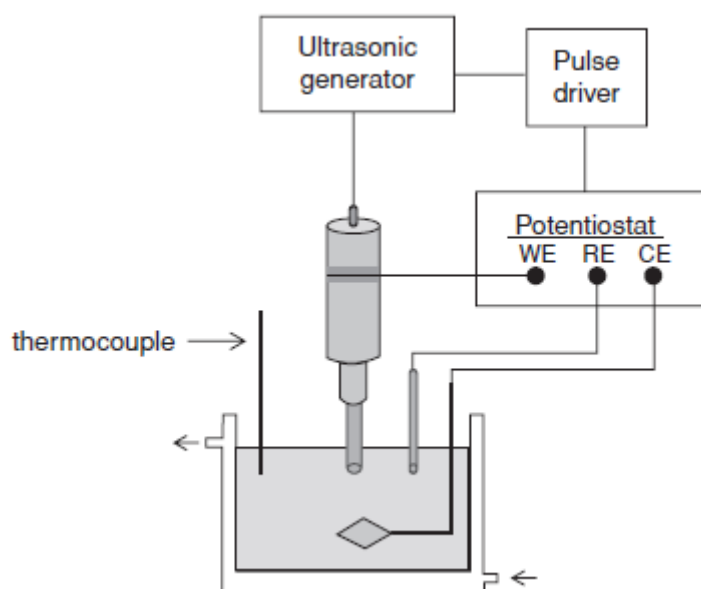 Ultrasonic
generator
Pulse
driver
Potentiostat
WE RE CE
thermocouple